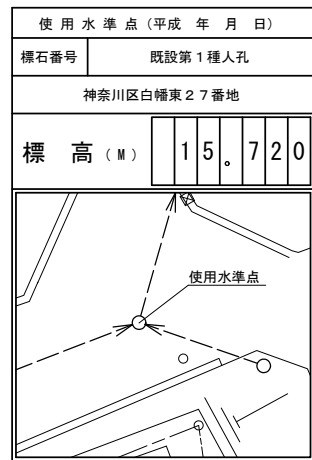 使用水準点(平成 年 月 日)
標石番号 既設第1種人孔
神奈川区白幡東27番地
標高(M) 15.720
使用水準点